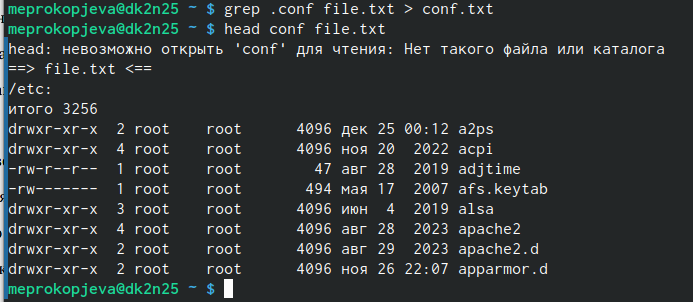 meprokopjeva@dk2n25 ~ $ grep .conf file.txt > conf.txt
meprokopjeva@dk2n25 ~ $ head conf file.txt
head: невозможно открыть 'conf' для чтения: Нет такого файла или каталога
==> file.txt <==
/etc:
итого 3256
drwxr-xr-x  2 root    root      4096 дек 25 00:12 a2ps
drwxr-xr-x  4 root    root      4096 ноя 20  2022 acpi
-rw-r--r--  1 root    root        47 авг 28  2019 adjtime
-rw-------  1 root    root       494 мая 17  2007 afs.keytab
drwxr-xr-x  3 root    root      4096 июн  4  2019 alsa
drwxr-xr-x  4 root    root      4096 авг 28  2023 apache2
drwxr-xr-x  2 root    root      4096 авг 29  2023 apache2.d
drwxr-xr-x  2 root    root      4096 ноя 26 22:07 apparmor.d
meprokopjeva@dk2n25 ~ $